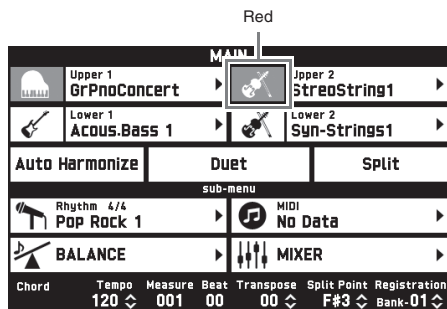 Red
MAIN
Upper 1
GrPnoConcert
Upper 2
StreoString1
Lower 1
Acous.Bass 1
Lower 2
Syn-Strings1
Auto Harmonize
Duet
Split
sub-menu
Rhythm 4/4
Pop Rock 1
MIDI
No Data
BALANCE
MIXER
Chord Tempo Measure Beat Transpose Split Point Registration
120 001 00 00 F#3 Bank-01